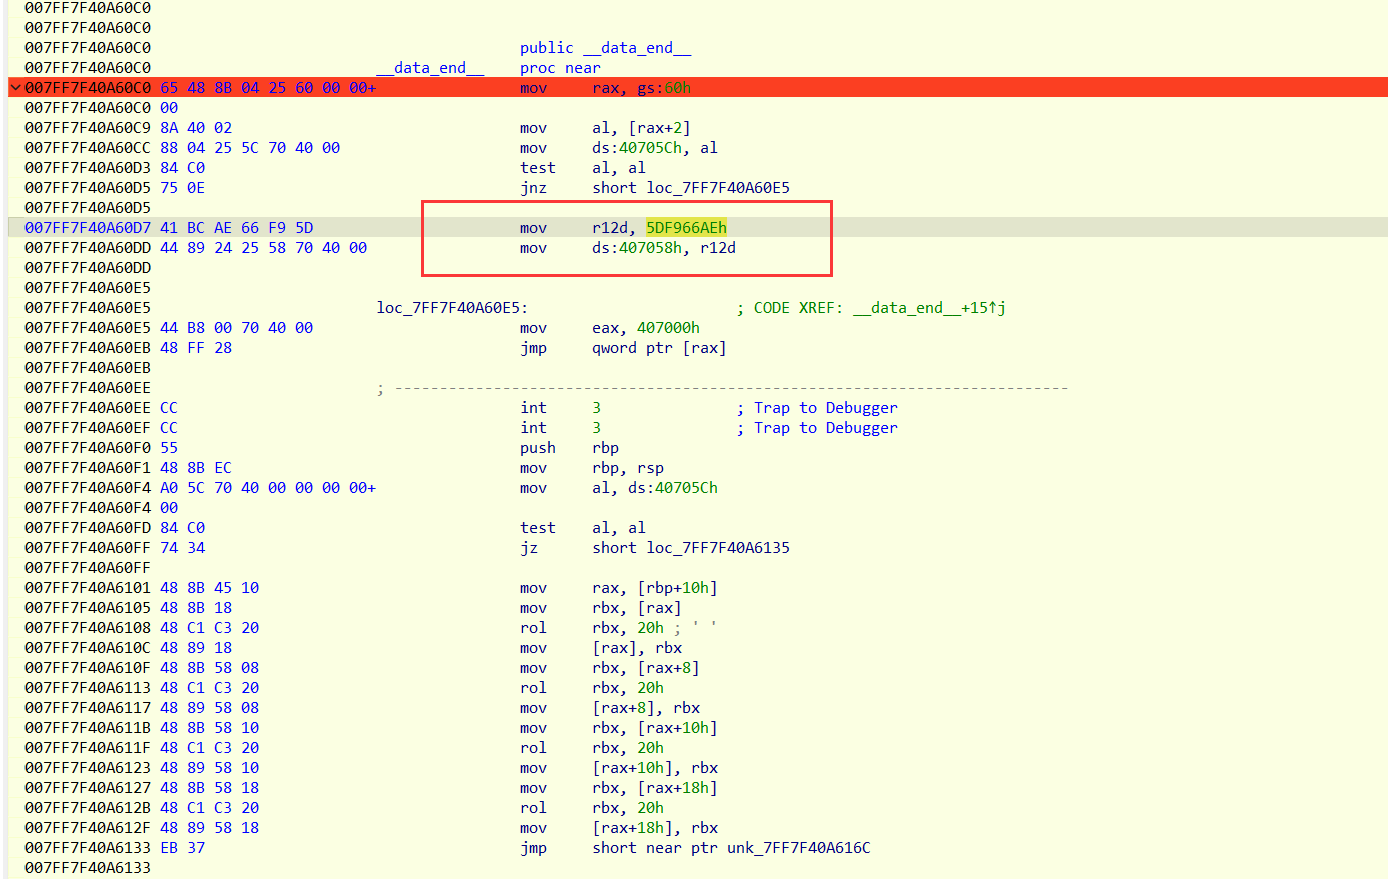 007FF7F40A60C0
007FF7F40A60C0
007FF7F40A60C0 public __data_end__
007FF7F40A60C0 __data_end__ proc near
007FF7F40A60C0 65 48 8B 04 25 60 00 00+ mov rax, gs:60h
007FF7F40A60C0 00
007FF7F40A60C9 8A 40 02 mov al, [rax+2]
007FF7F40A60CC 88 04 25 5C 70 40 00 mov ds:40705Ch, al
007FF7F40A60D3 84 C0 test al, al
007FF7F40A60D5 75 0E jnz short loc_7FF7F40A60E5
007FF7F40A60D5
007FF7F40A60D7 41 BC AE 66 F9 5D mov r12d, 5DF966AEh
007FF7F40A60DD 44 89 24 25 58 70 40 00 mov ds:407058h, r12d
007FF7F40A60DD
007FF7F40A60E5
007FF7F40A60E5 loc_7FF7F40A60E5: ; CODE XREF: __data_end__+15↑j
007FF7F40A60E5 44 B8 00 70 40 00 mov eax, 407000h
007FF7F40A60EB 48 FF 28 jmp qword ptr [rax]
007FF7F40A60EB
007FF7F40A60EE ; ---------------------------------------------------------------------------
007FF7F40A60EE CC int 3 ; Trap to Debugger
007FF7F40A60EF CC int 3 ; Trap to Debugger
007FF7F40A60F0 55 push rbp
007FF7F40A60F1 48 8B EC mov rbp, rsp
007FF7F40A60F4 A0 5C 70 40 00 00 00 00+ mov al, ds:40705Ch
007FF7F40A60F4 00
007FF7F40A60FD 84 C0 test al, al
007FF7F40A60FF 74 34 jz short loc_7FF7F40A6135
007FF7F40A60FF
007FF7F40A6101 48 8B 45 10 mov rax, [rbp+10h]
007FF7F40A6105 48 8B 18 mov rbx, [rax]
007FF7F40A6108 48 C1 C3 20 rol rbx, 20h ; ' '
007FF7F40A610C 48 89 18 mov [rax], rbx
007FF7F40A610F 48 8B 58 08 mov rbx, [rax+8]
007FF7F40A6113 48 C1 C3 20 rol rbx, 20h
007FF7F40A6117 48 89 58 08 mov [rax+8], rbx
007FF7F40A611B 48 8B 58 10 mov rbx, [rax+10h]
007FF7F40A611F 48 C1 C3 20 rol rbx, 20h
007FF7F40A6123 48 89 58 10 mov [rax+10h], rbx
007FF7F40A6127 48 8B 58 18 mov rbx, [rax+18h]
007FF7F40A612B 48 C1 C3 20 rol rbx, 20h
007FF7F40A612F 48 89 58 18 mov [rax+18h], rbx
007FF7F40A6133 EB 37 jmp short near ptr unk_7FF7F40A616C
007FF7F40A6133